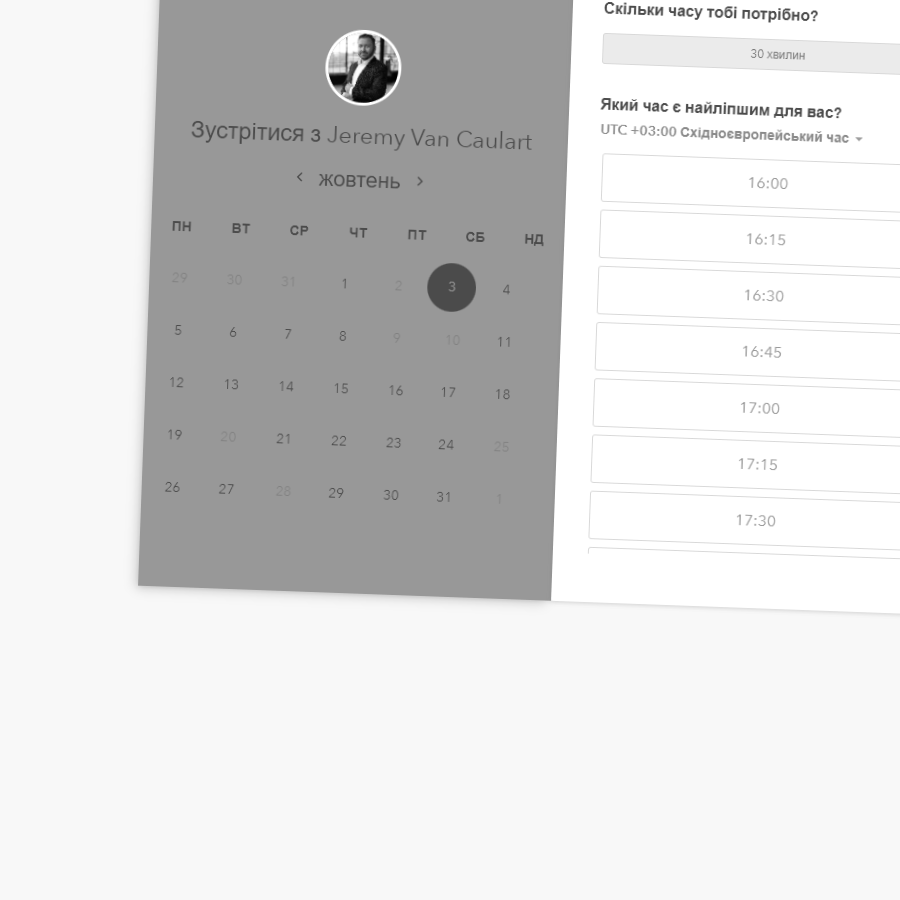 Зустрітися з Jeremy Van Caulart
жовтень
ПН ВТ СР ЧТ ПТ СБ НД
29 30 31 1 2 3 4
5 6 7 8 9 10 11
12 13 14 15 16 17 18
19 20 21 22 23 24 25
26 27 28 29 30 31 1
Скільки часу тобі потрібно?
30 хвилин
Який час є найліпшим для вас?
UTC +03:00 Східноєвропейський час
16:00
16:15
16:30
16:45
17:00
17:15
17:30